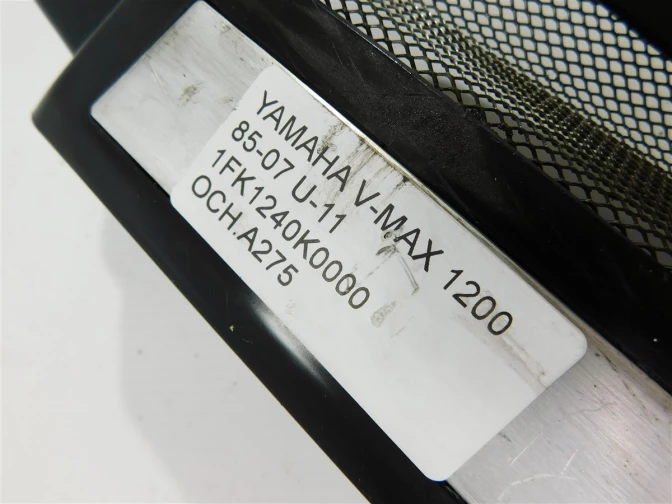 YAMAHA V-MAX 1200
85-07 U-11
1FK1240K0000
OCH.A275